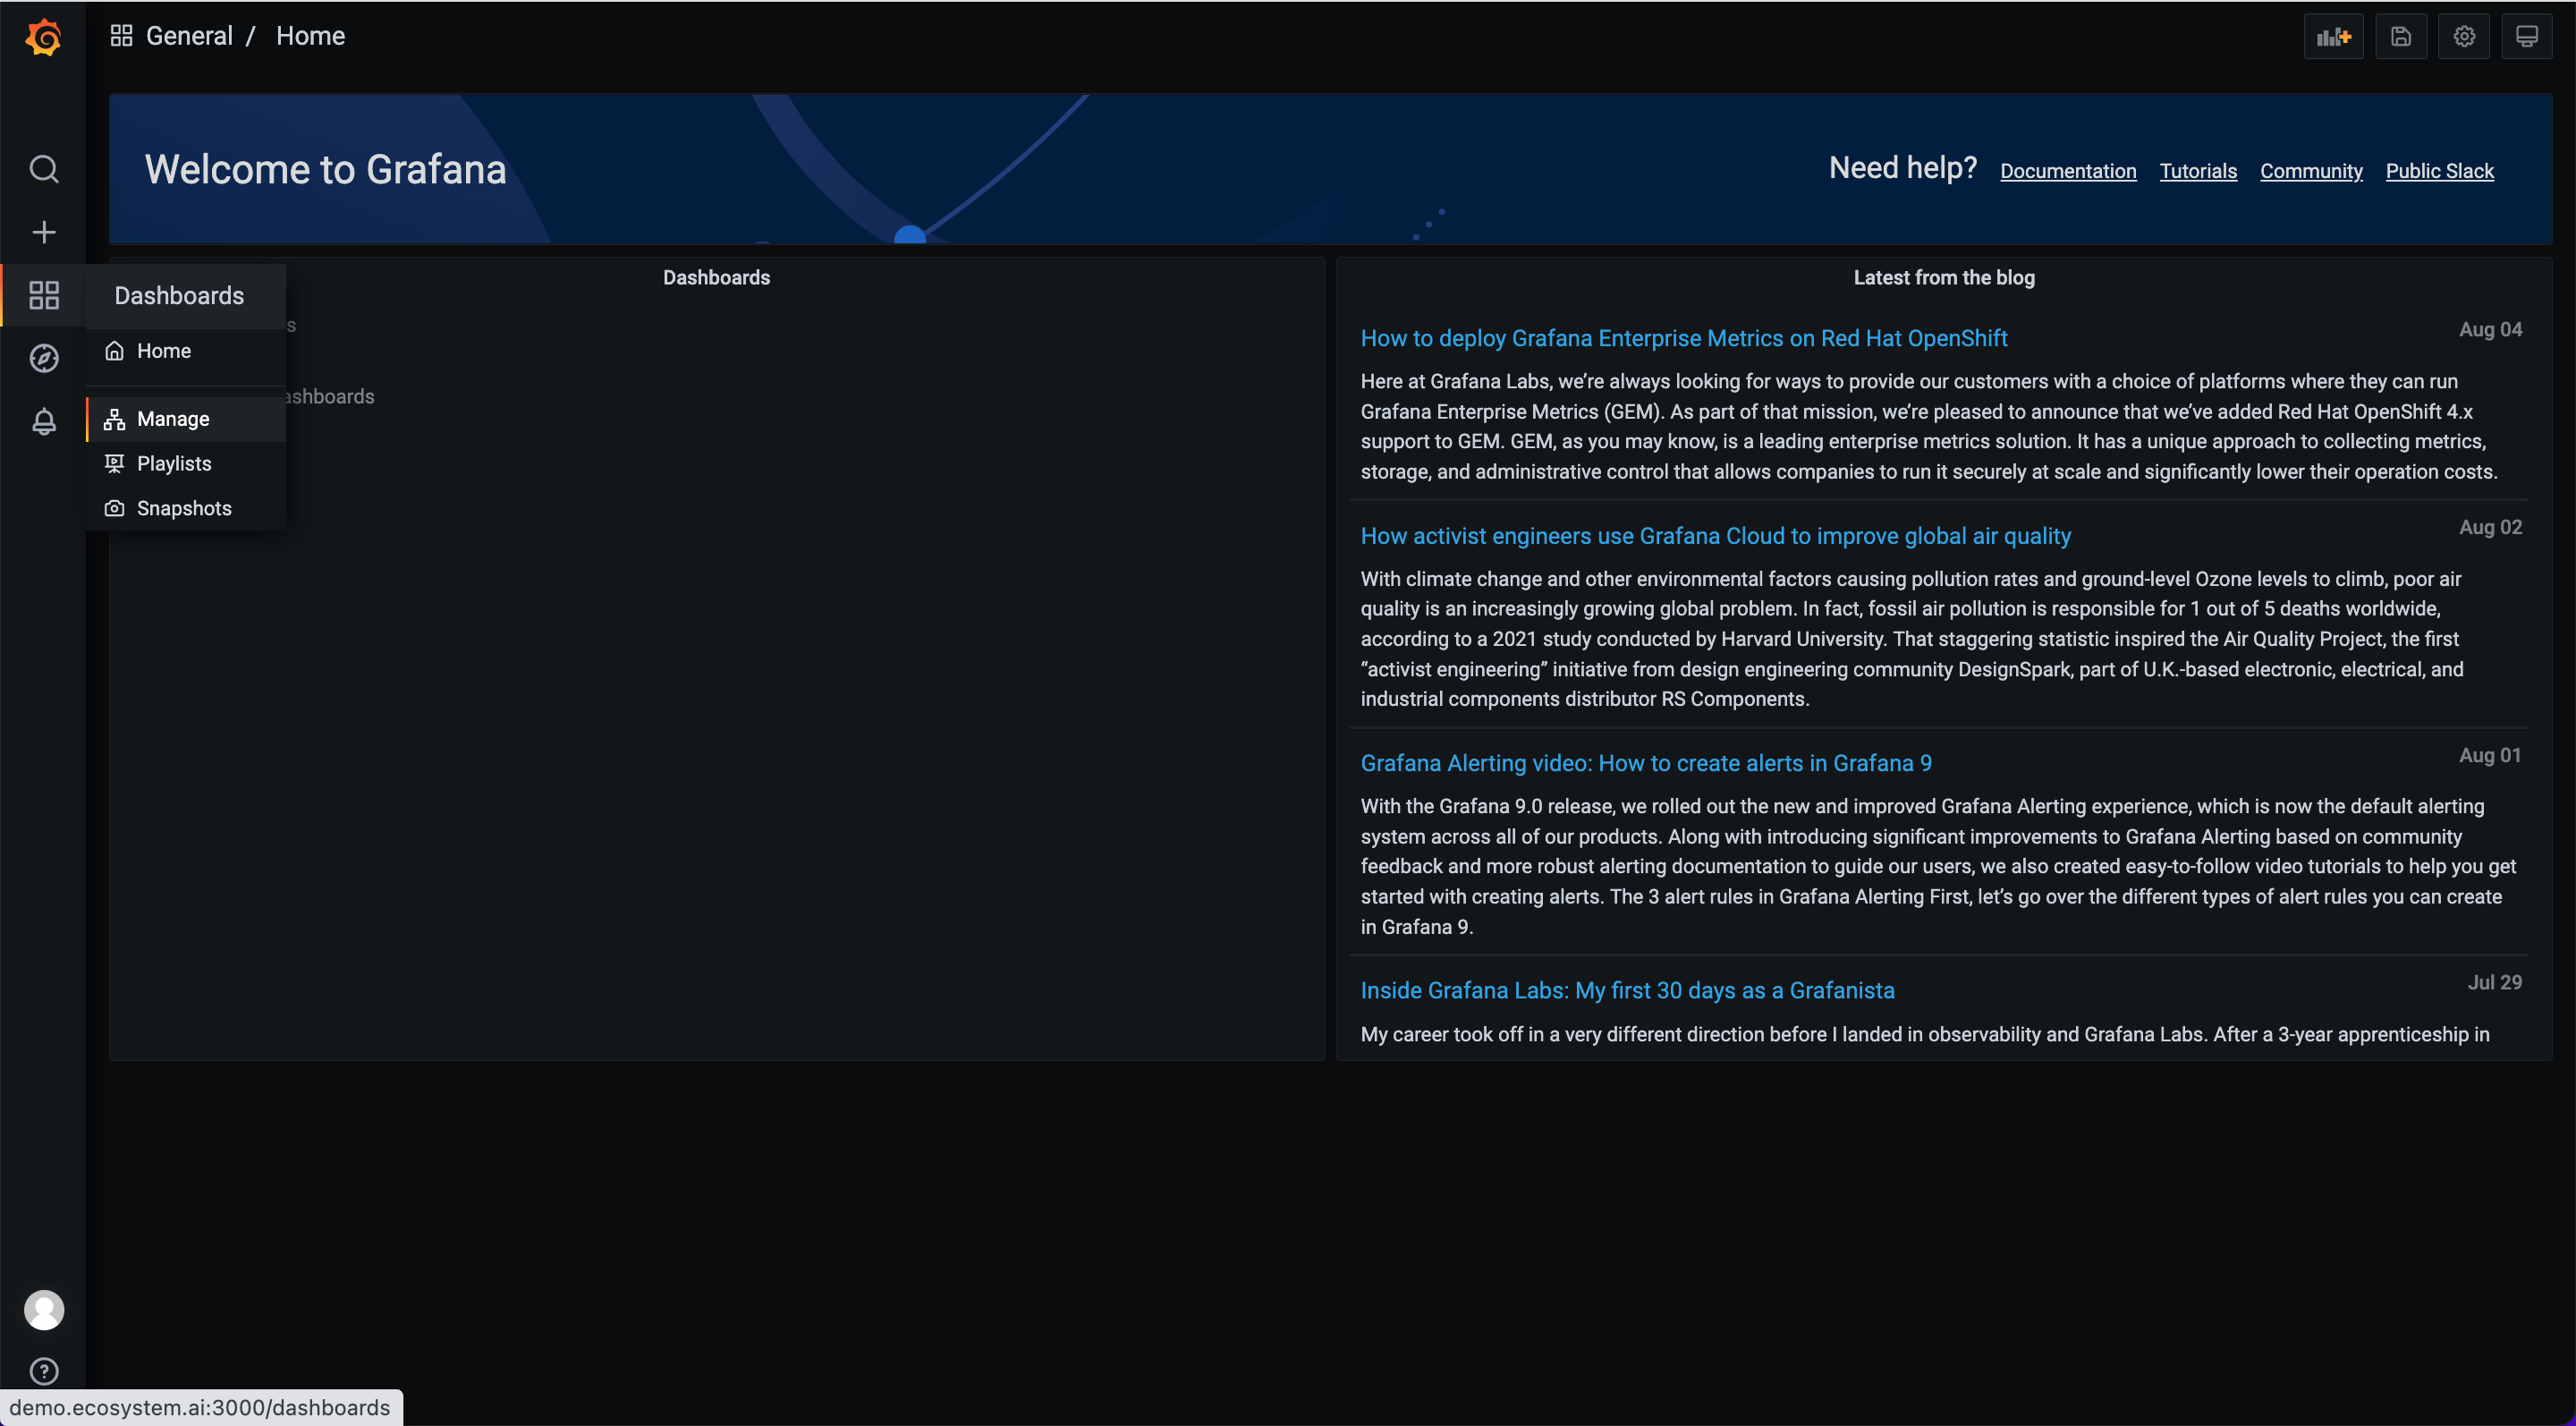 General / Home
Welcome to Grafana
Need help? Documentation Tutorials Community Public Slack
Dashboards
Home
Manage
Playlists
Snapshots
Dashboards
s
ashboards
Latest from the blog
How to deploy Grafana Enterprise Metrics on Red Hat OpenShift
Aug 04
Here at Grafana Labs, we’re always looking for ways to provide our customers with a choice of platforms where they can run
Grafana Enterprise Metrics (GEM). As part of that mission, we’re pleased to announce that we’ve added Red Hat OpenShift 4.x
support to GEM. GEM, as you may know, is a leading enterprise metrics solution. It has a unique approach to collecting metrics,
storage, and administrative control that allows companies to run it securely at scale and significantly lower their operation costs.
How activist engineers use Grafana Cloud to improve global air quality
Aug 02
With climate change and other environmental factors causing pollution rates and ground-level Ozone levels to climb, poor air
quality is an increasingly growing global problem. In fact, fossil air pollution is responsible for 1 out of 5 deaths worldwide,
according to a 2021 study conducted by Harvard University. That staggering statistic inspired the Air Quality Project, the first
“activist engineering” initiative from design engineering community DesignSpark, part of U.K.-based electronic, electrical, and
industrial components distributor RS Components.
Grafana Alerting video: How to create alerts in Grafana 9
Aug 01
With the Grafana 9.0 release, we rolled out the new and improved Grafana Alerting experience, which is now the default alerting
system across all of our products. Along with introducing significant improvements to Grafana Alerting based on community
feedback and more robust alerting documentation to guide our users, we also created easy-to-follow video tutorials to help you get
started with creating alerts. The 3 alert rules in Grafana Alerting First, let’s go over the different types of alert rules you can create
in Grafana 9.
Inside Grafana Labs: My first 30 days as a Grafanista
Jul 29
My career took off in a very different direction before I landed in observability and Grafana Labs. After a 3-year apprenticeship in
demo.ecosystem.ai:3000/dashboards